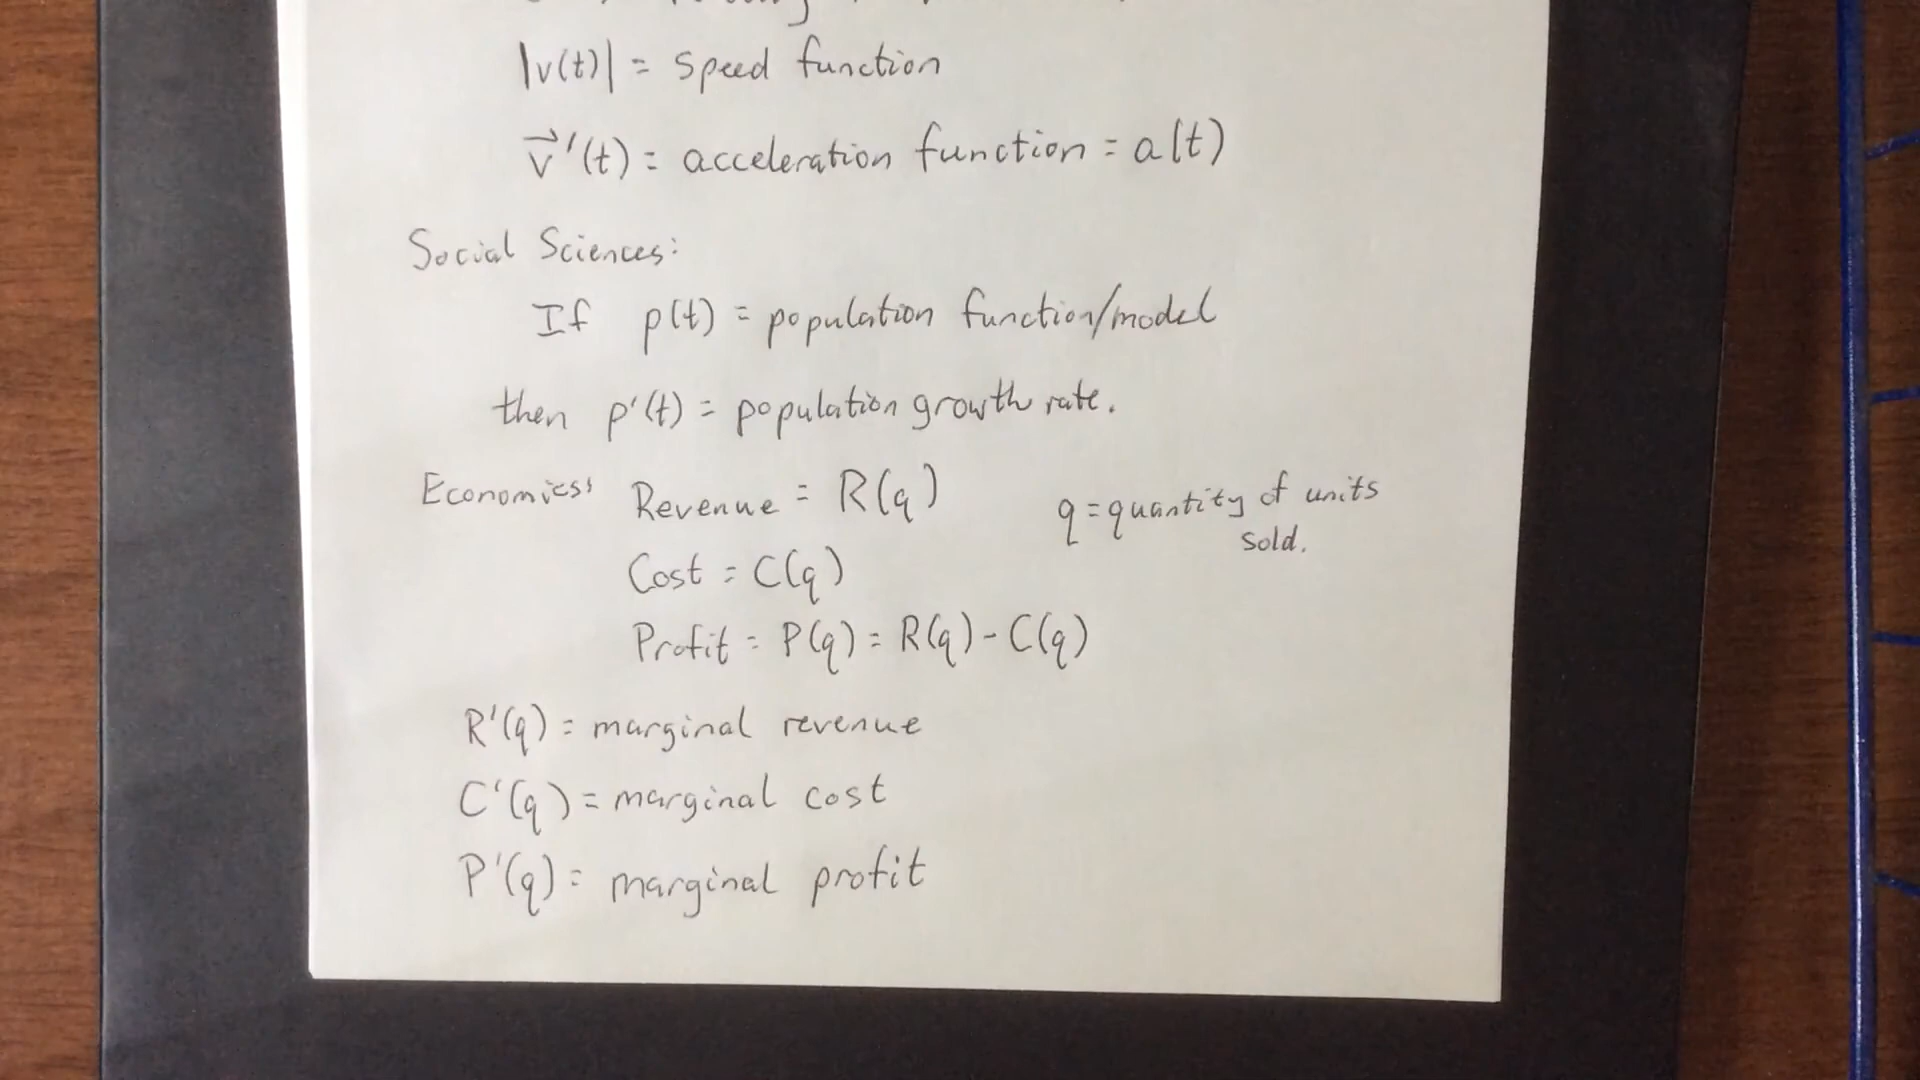 |v(t)| = Speed function
v⃗'(t) = acceleration function = a(t)
Social Sciences:
If p(t) = population function/model
then p'(t) = population growth rate.
Economics: Revenue = R(q) q = quantity of units
sold.
Cost = C(q)
Profit = P(q) = R(q) - C(q)
R'(q) = marginal revenue
C'(q) = marginal cost
P'(q) = marginal profit